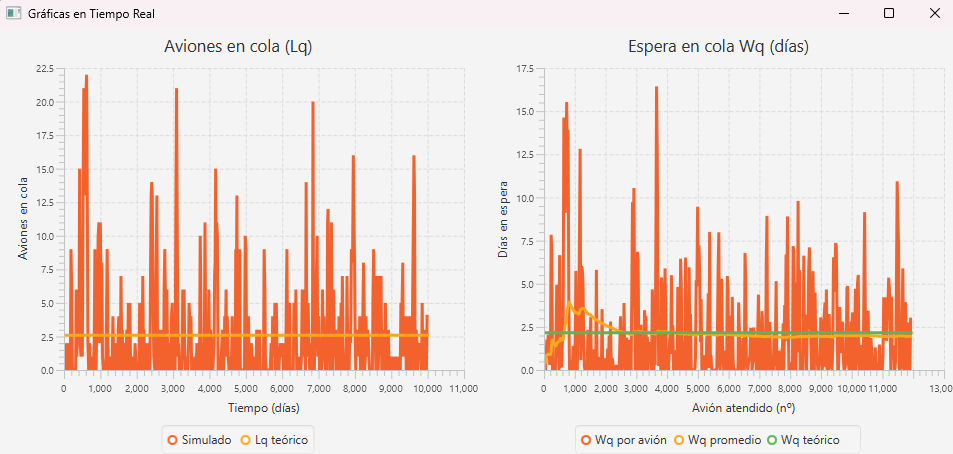 Gráficas en Tiempo Real
Aviones en cola (Lq)
22.5
20.0
17.5
15.0
12.5
10.0
7.5
5.0
2.5
0.0
Aviones en cola
0 1,000 2,000 3,000 4,000 5,000 6,000 7,000 8,000 9,000 10,000 11,000
Tiempo (días)
Simulado Lq teórico
Espera en cola Wq (días)
17.5
15.0
12.5
10.0
7.5
5.0
2.5
0.0
Días en espera
0 1,000 2,000 3,000 4,000 5,000 6,000 7,000 8,000 9,000 10,000 11,000 13,000
Avión atendido (nº)
Wq por avión Wq promedio Wq teórico